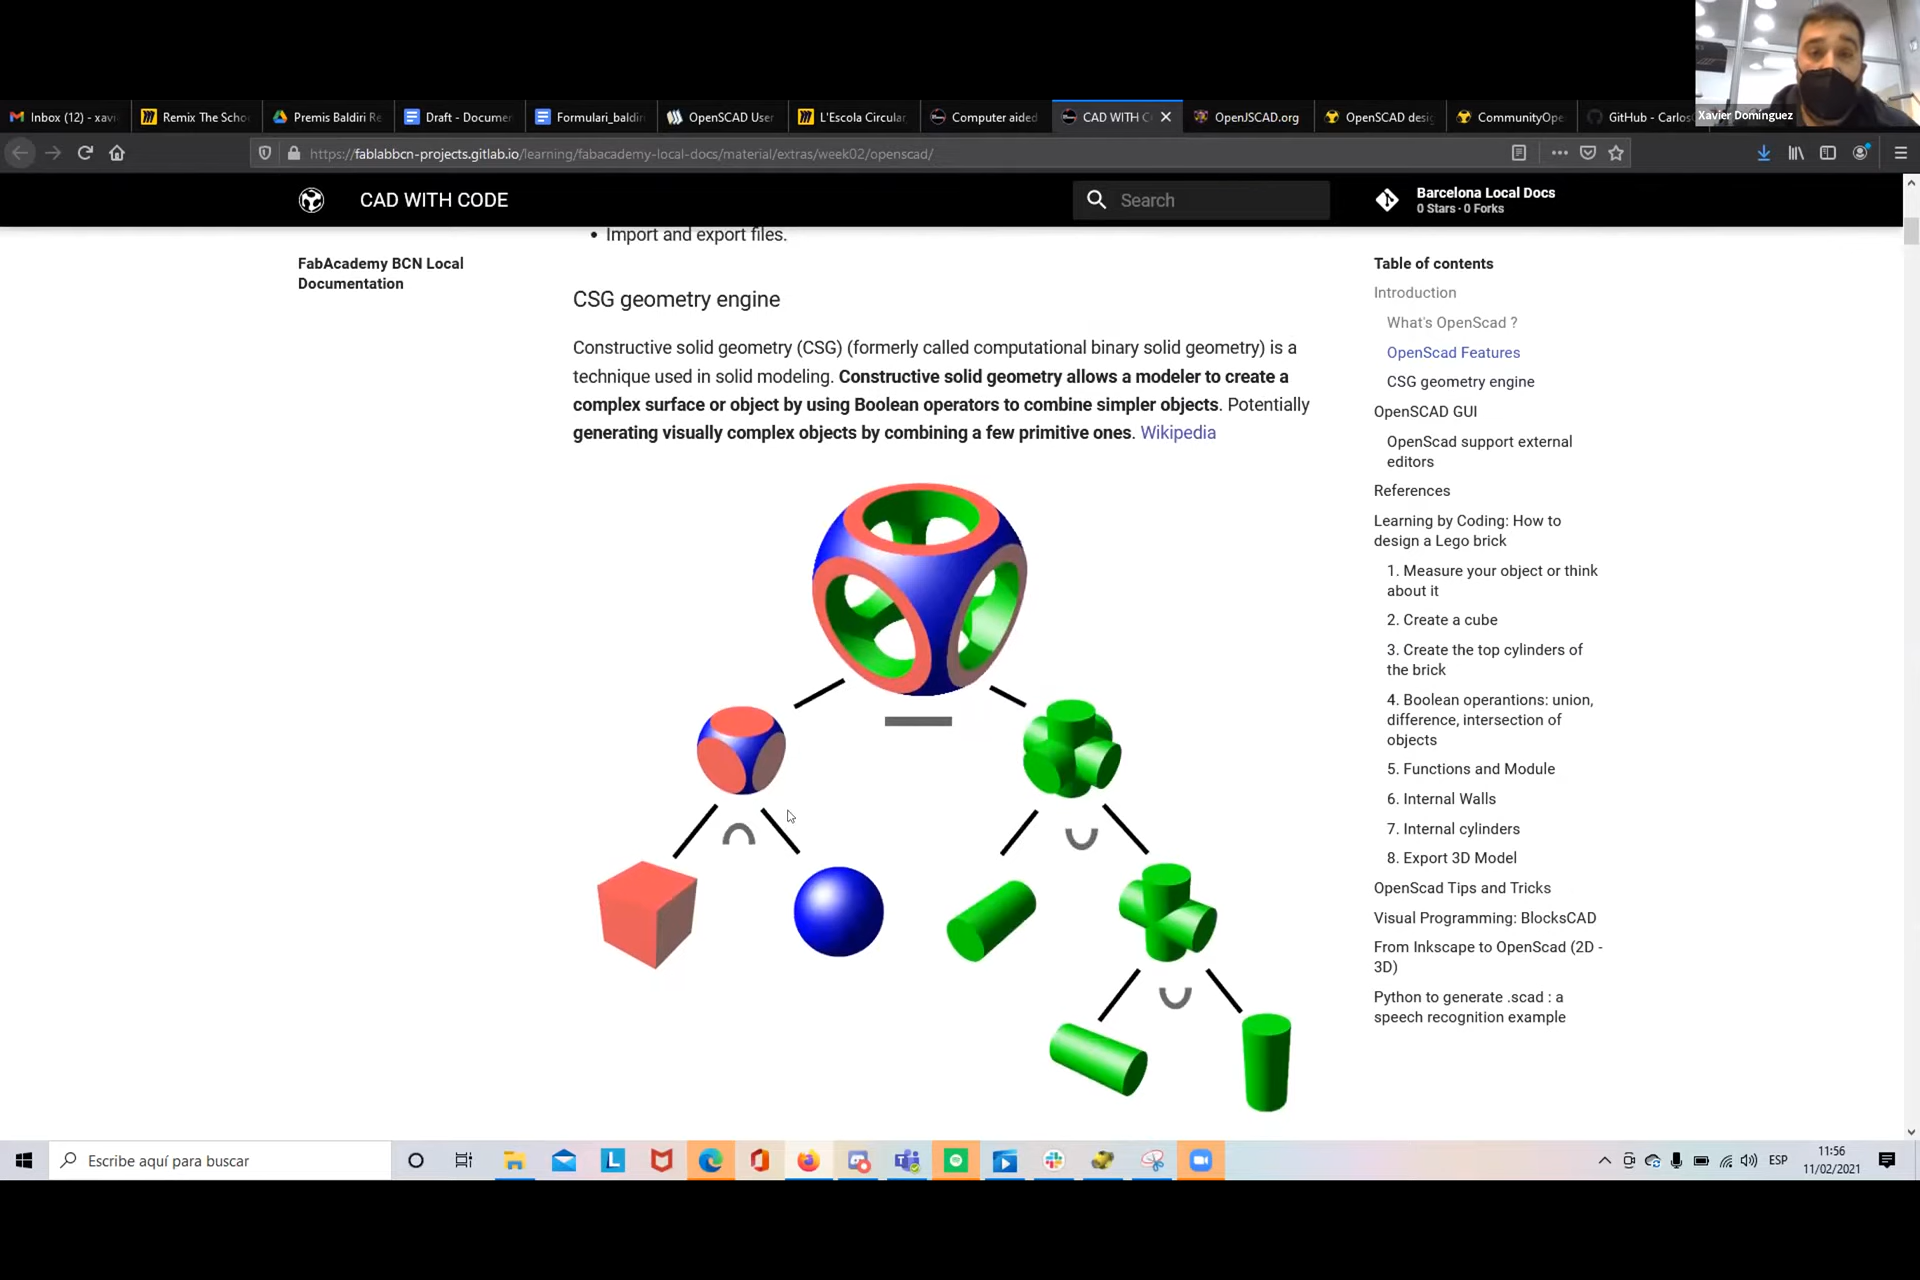 Xavier Dominguez
Inbox (12) - xavi
Remix The Scho
Premis Baldiri Re
Draft - Documen
Formulari_baldiri
OpenSCAD User
L'Escola Circular
Computer aided
CAD WITH C
OpenJSCAD.org
OpenSCAD desi
CommunityOpe
GitHub - Carlos
https://fablabbcn-projects.gitlab.io/learning/fabacademy-local-docs/material/extras/week02/openscad/
CAD WITH CODE
Search
Barcelona Local Docs
0 Stars · 0 Forks
FabAcademy BCN Local
Documentation
• Import and export files.
CSG geometry engine
Constructive solid geometry (CSG) (formerly called computational binary solid geometry) is a
technique used in solid modeling. Constructive solid geometry allows a modeler to create a
complex surface or object by using Boolean operators to combine simpler objects. Potentially
generating visually complex objects by combining a few primitive ones. Wikipedia
Table of contents
Introduction
What's OpenScad ?
OpenScad Features
CSG geometry engine
OpenSCAD GUI
OpenScad support external
editors
References
Learning by Coding: How to
design a Lego brick
1. Measure your object or think
about it
2. Create a cube
3. Create the top cylinders of
the brick
4. Boolean operantions: union,
difference, intersection of
objects
5. Functions and Module
6. Internal Walls
7. Internal cylinders
8. Export 3D Model
OpenScad Tips and Tricks
Visual Programming: BlocksCAD
From Inkscape to OpenScad (2D -
3D)
Python to generate .scad : a
speech recognition example
Escribe aquí para buscar
ESP
11:56
11/02/2021